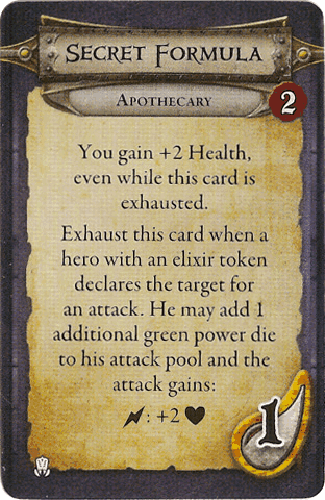 Secret Formula
Apothecary
2
You gain +2 Health,
even while this card is
exhausted.
Exhaust this card when a
hero with an elixir token
declares the target for
an attack. He may add 1
additional green power die
to his attack pool and the
attack gains:
: +2 ♥
1